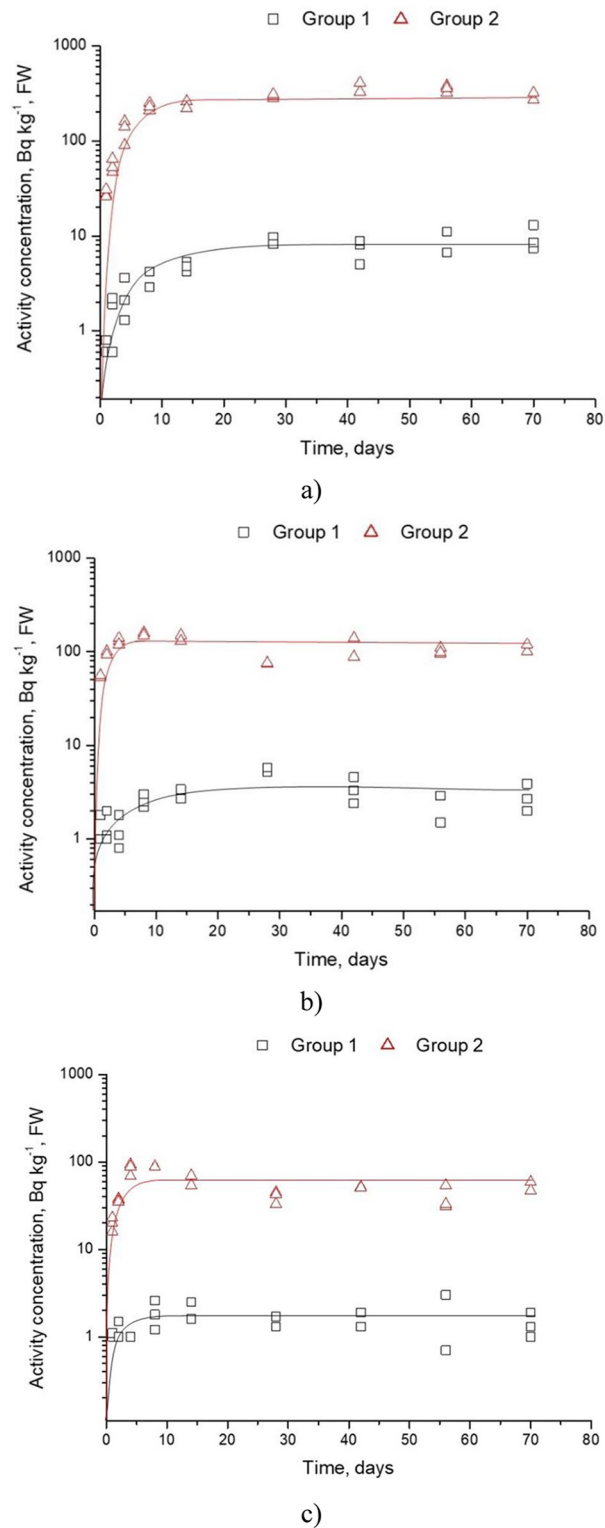 Group 1 Group 2
1000
100
10
1
Activity concentration, Bq kg⁻¹, FW
0 10 20 30 40 50 60 70 80
Time, days
a)
Group 1 Group 2
1000
100
10
1
Activity concentration, Bq kg⁻¹, FW
0 10 20 30 40 50 60 70 80
Time, days
b)
Group 1 Group 2
1000
100
10
1
Activity concentration, Bq kg⁻¹, FW
0 10 20 30 40 50 60 70 80
Time, days
c)